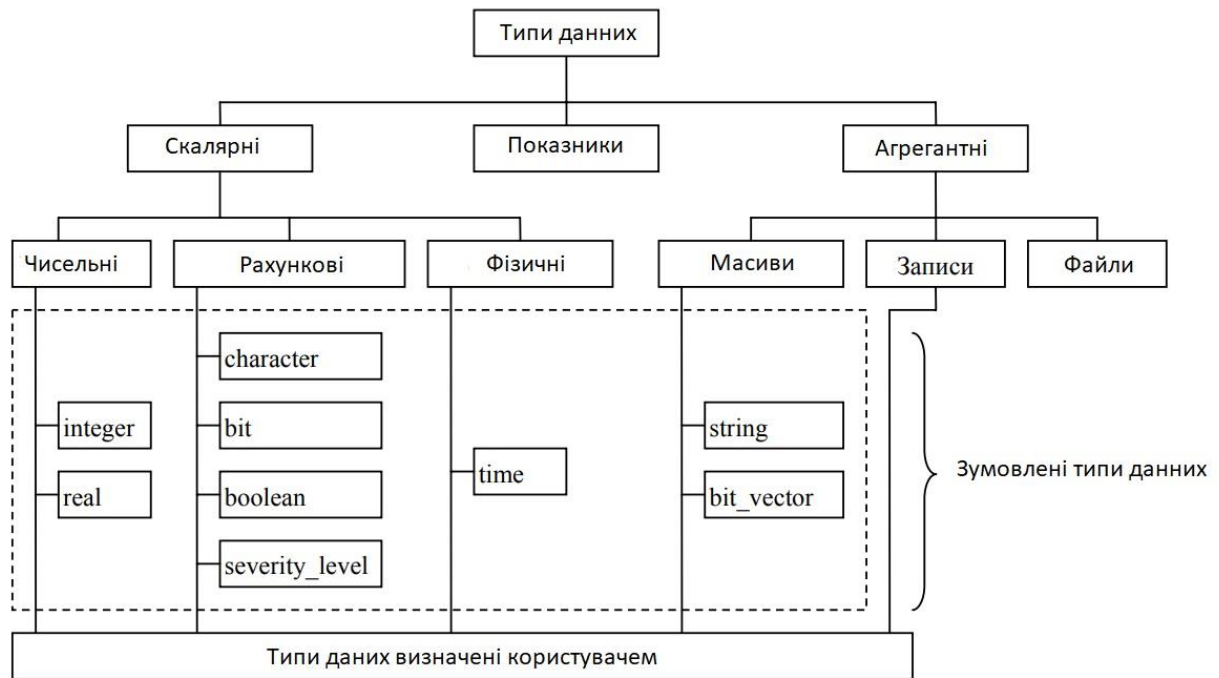 Типи данних
Скалярні
Показники
Агрегантні
Чисельні
Рахункові
Фізичні
Масиви
Записи
Файли
character
integer
bit
string
time
Зумовлені типи данних
real
boolean
bit_vector
severity_level
Типи даних визначені користувачем